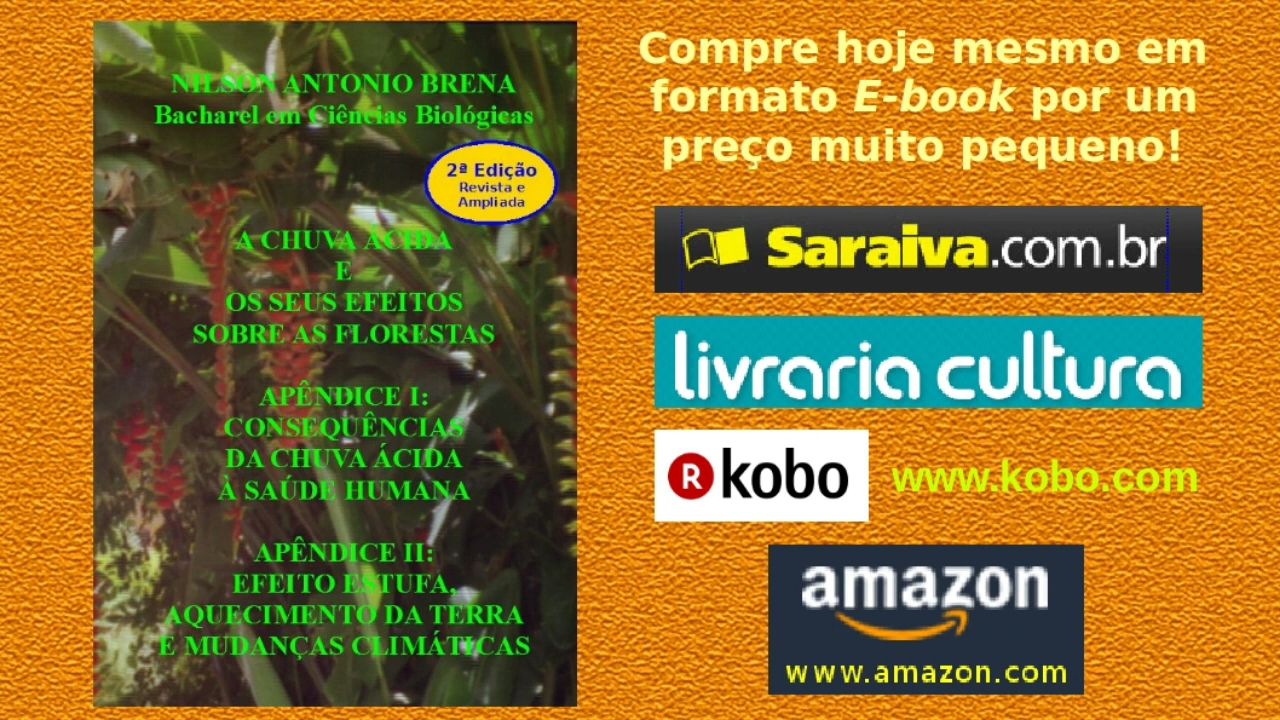 NILSON ANTONIO BRENA
Bacharel em Ciências Biológicas
2ª Edição
Revista e
Ampliada
A CHUVA ÁCIDA
E
OS SEUS EFEITOS
SOBRE AS FLORESTAS
APÊNDICE I:
CONSEQUÊNCIAS
DA CHUVA ÁCIDA
À SAÚDE HUMANA
APÊNDICE II:
EFEITO ESTUFA,
AQUECIMENTO DA TERRA
E MUDANÇAS CLIMÁTICAS
Compre hoje mesmo em
formato E-book por um
preço muito pequeno!
Saraiva.com.br
livraria cultura
R kobo www.kobo.com
amazon
www.amazon.com